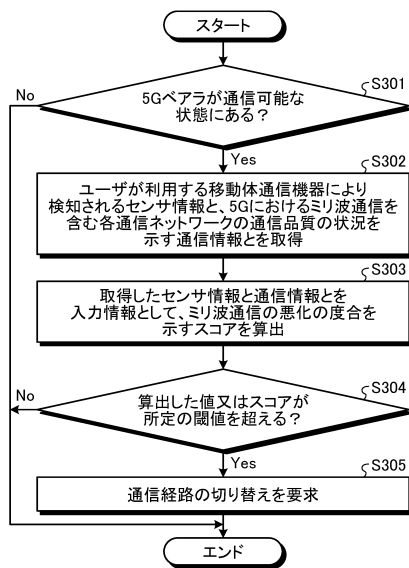 スタート
S301
5Gベアラが通信可能な
状態にある？
No
Yes
S302
ユーザが利用する移動体通信機器により
検知されるセンサ情報と、5Gにおけるミリ波通信を
含む各通信ネットワークの通信品質の状況を
示す通信情報とを取得
S303
取得したセンサ情報と通信情報とを
入力情報として、ミリ波通信の悪化の度合を
示すスコアを算出
S304
No
算出した値又はスコアが
所定の閾値を超える？
Yes
S305
通信経路の切り替えを要求
エンド